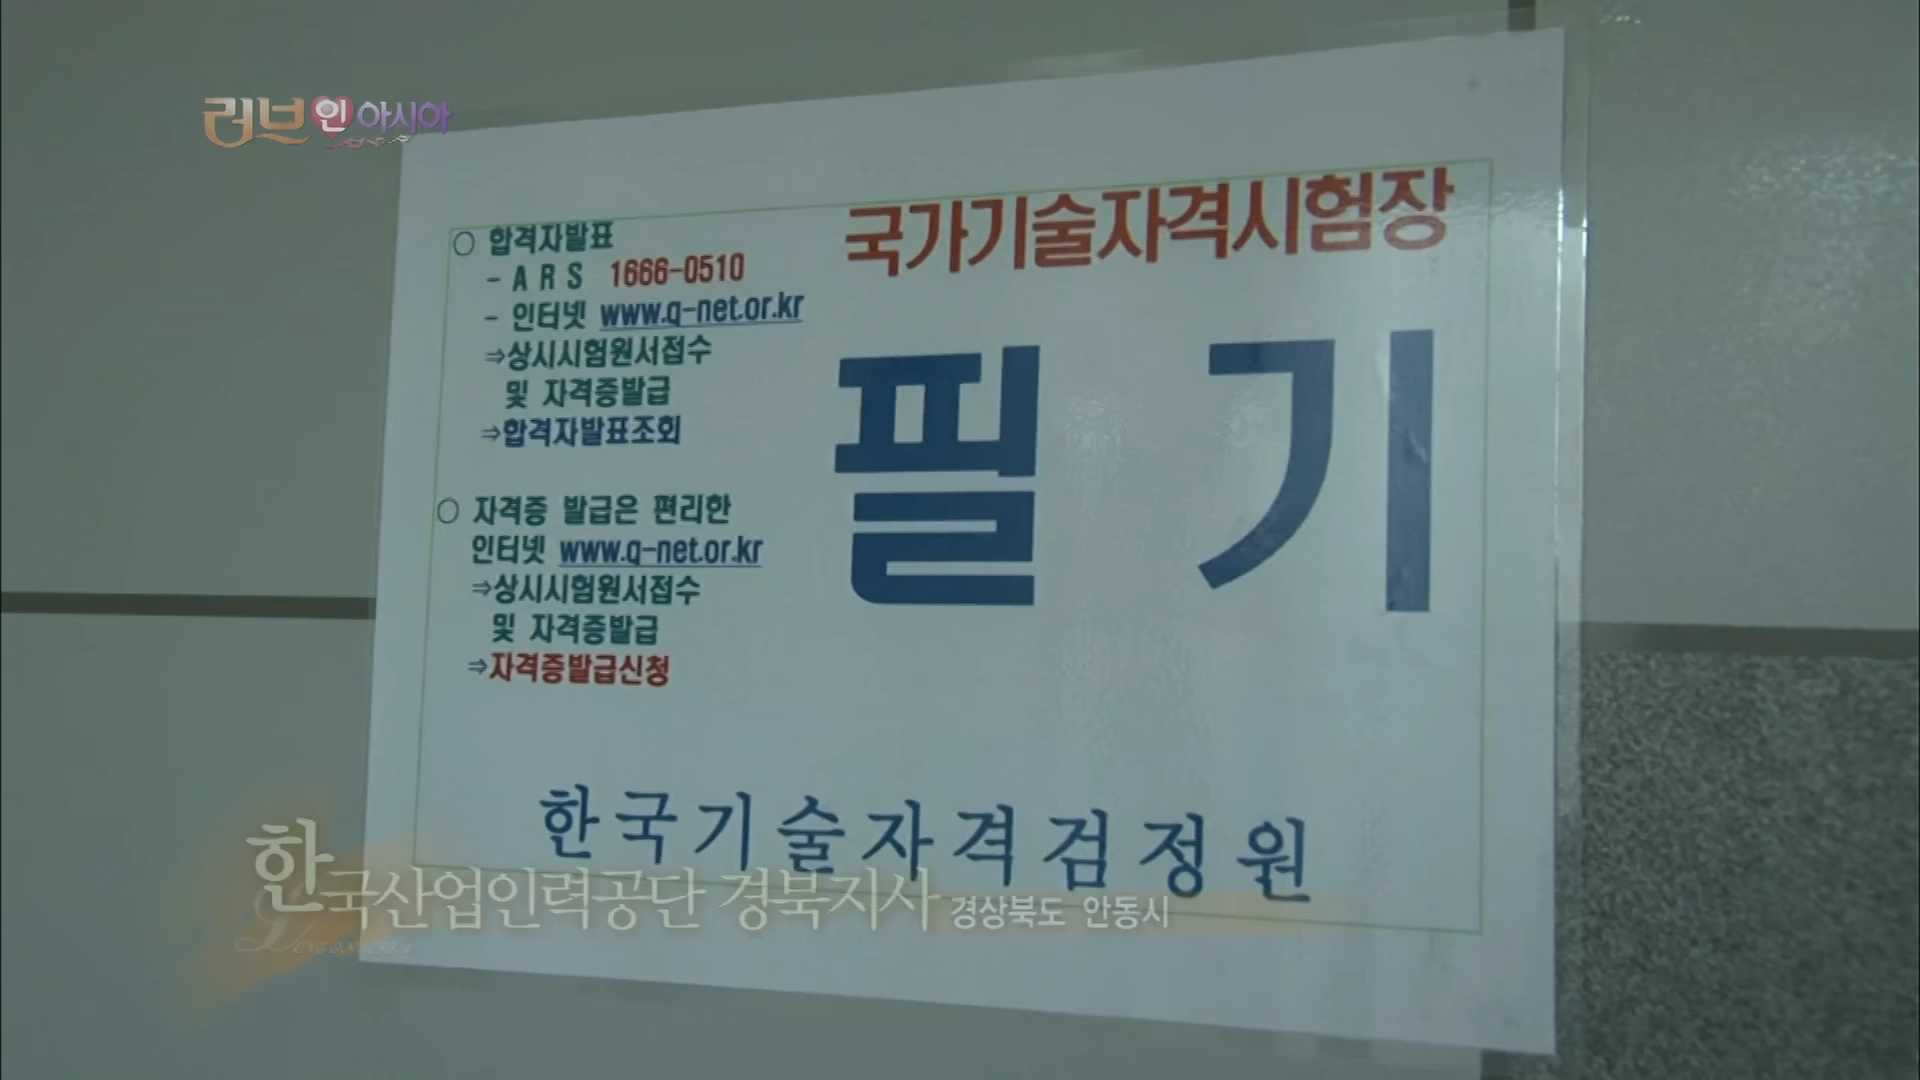 러브 인 아시아
국가기술자격시험장
필기
○ 합격자발표
- A R S 1666-0510
- 인터넷 www.q-net.or.kr
⇒상시시험원서접수
및 자격증발급
⇒합격자발표조회
○ 자격증 발급은 편리한
인터넷 www.q-net.or.kr
⇒상시시험원서접수
및 자격증발급
⇒자격증발급신청
한국기술자격검정원
한국산업인력공단 경북지사 경상북도 안동시